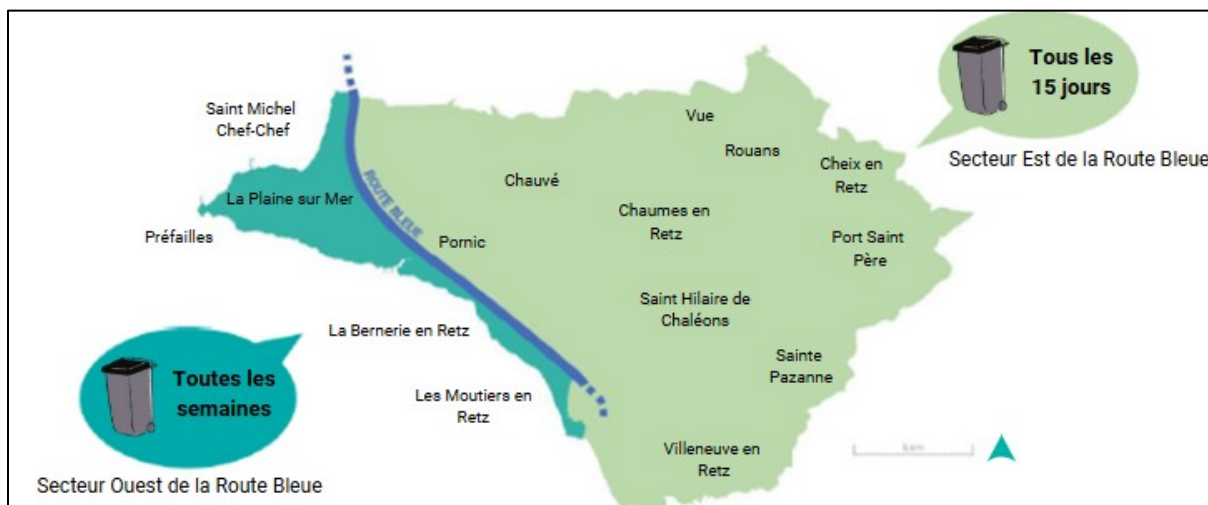 Tous les
15 jours
Secteur Est de la Route Bleue
Saint Michel
Chef-Chef
Vue
Rouans
Cheix en
Retz
Chauvé
La Plaine sur Mer
ROUTE BLEUE
Chaumes en
Retz
Préfailles
Pornic
Port Saint
Père
Saint Hilaire de
Chaléons
La Bernerie en Retz
Sainte
Pazanne
Toutes les
semaines
Les Moutiers en
Retz
Villeneuve en
Retz
Secteur Ouest de la Route Bleue